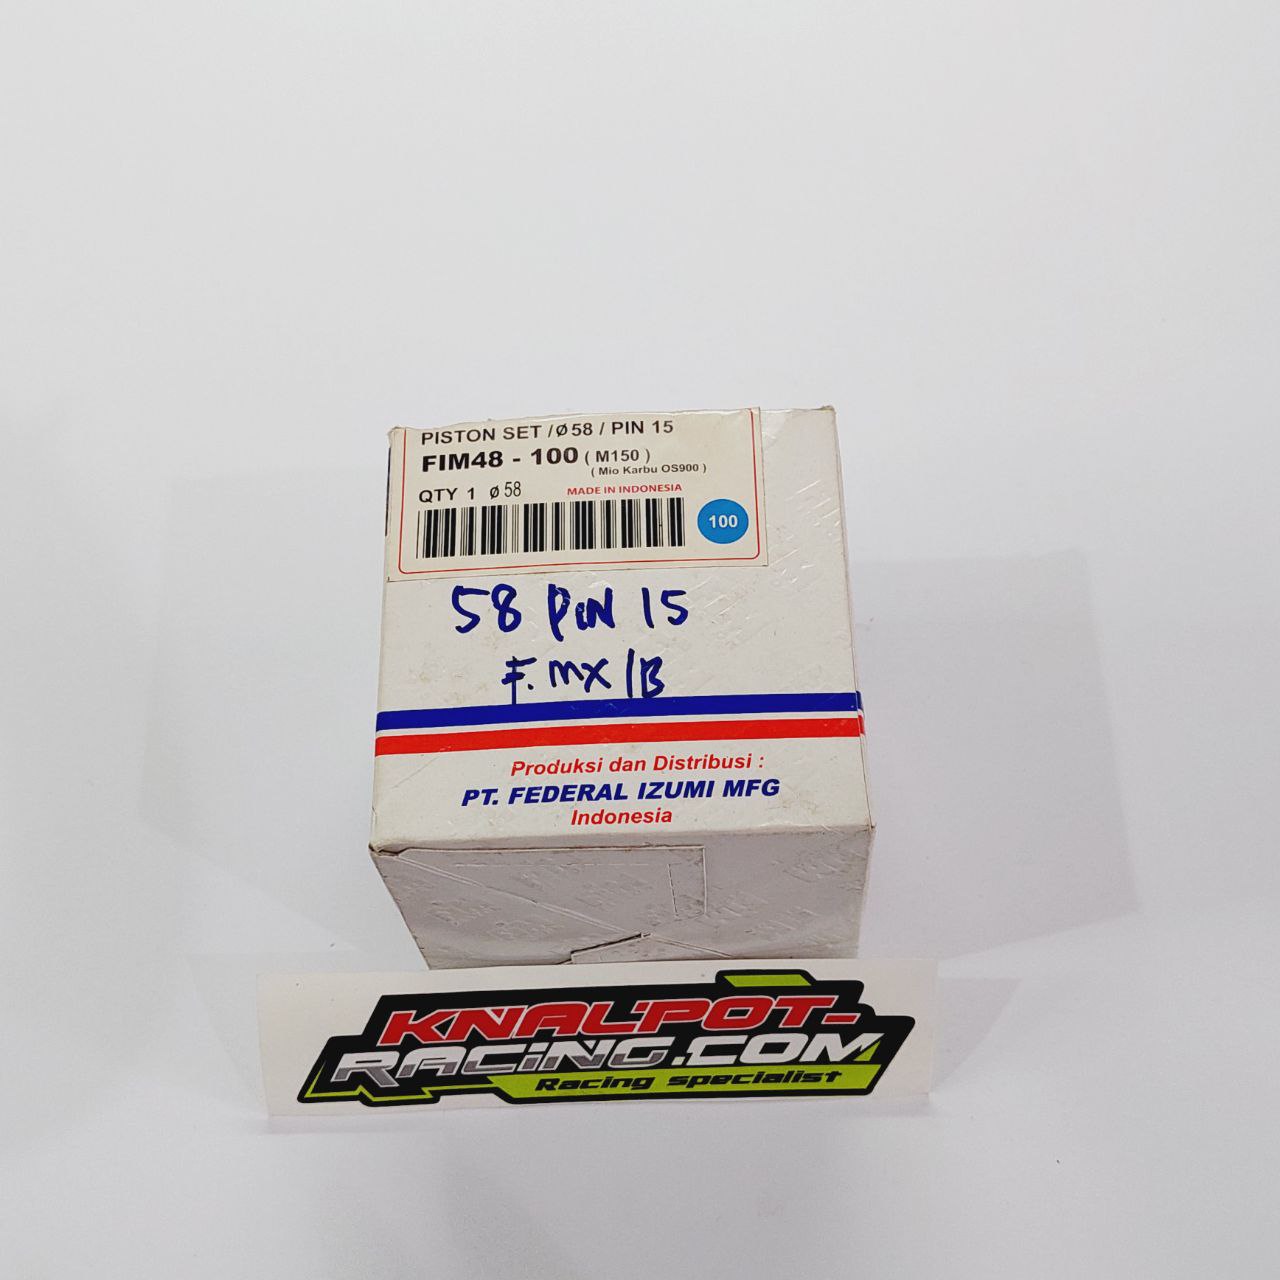 PISTON SET /Ø58 / PIN 15
FIM48 - 100 ( M150 )
( Mio Karbu OS900 )
QTY 1 Ø58 MADE IN INDONESIA
100
58 PIN 15
F. MX /B
Produksi dan Distribusi :
PT. FEDERAL IZUMI MFG
Indonesia
KNALPOT-
RACING.COM
Racing specialist